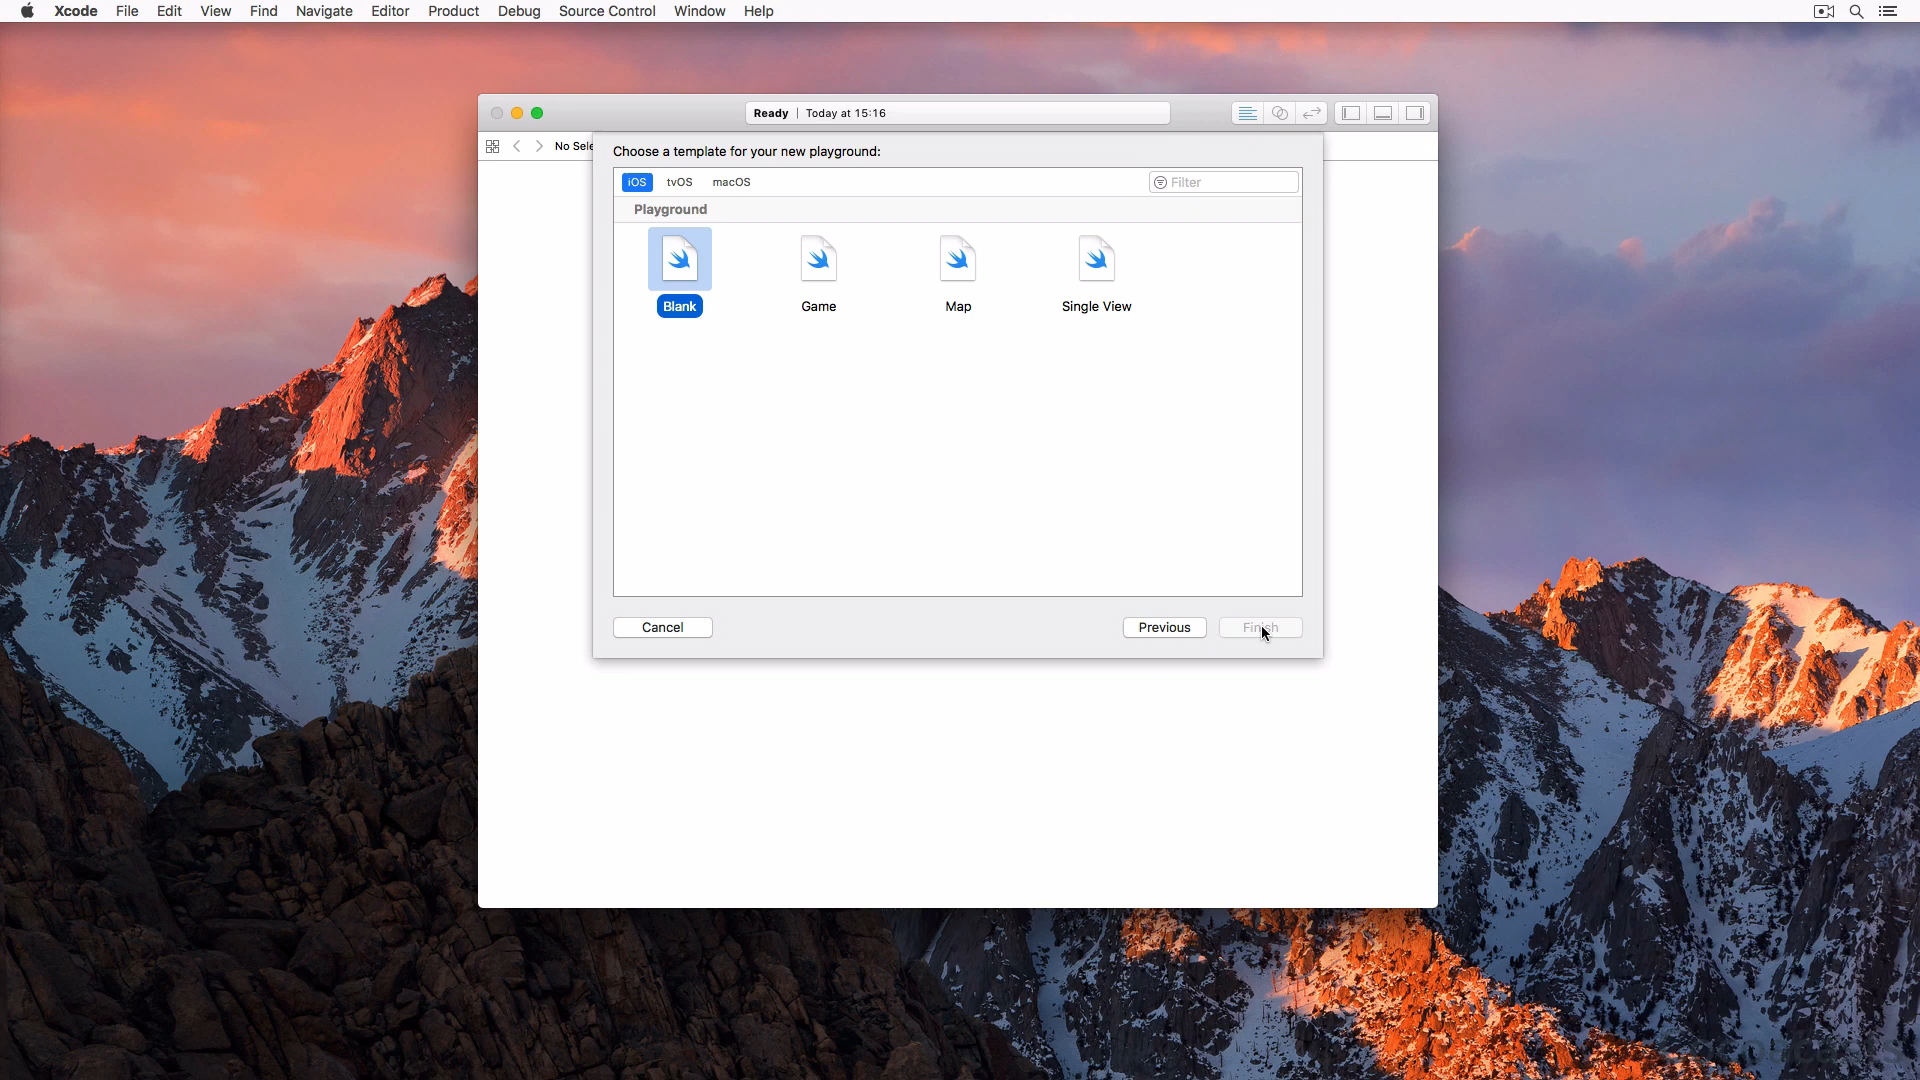 Xcode File Edit View Find Navigate Editor Product Debug Source Control Window Help
Ready | Today at 15:16
No Sele
Choose a template for your new playground:
iOS tvOS macOS Filter
Playground
Blank Game Map Single View
Cancel Previous Finish